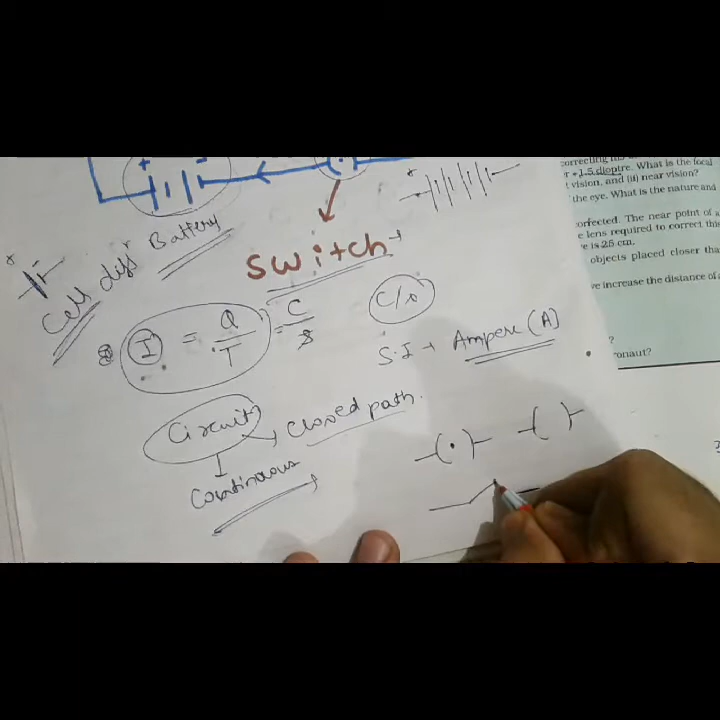 + -
Battery
+
Cell diff
switch
I = Q/T = C/s
C/s
S.I → Ampere (A)
Circuit → Closed path.
Continuous
correcting
r +1.5 dioptre. What is the focal
t vision, and (ii) near vision?
the eye. What is the nature and
orrected. The near point of
e lens required to correct this
e is 25 cm.
objects placed closer than
we increase the distance of
?
ronaut?